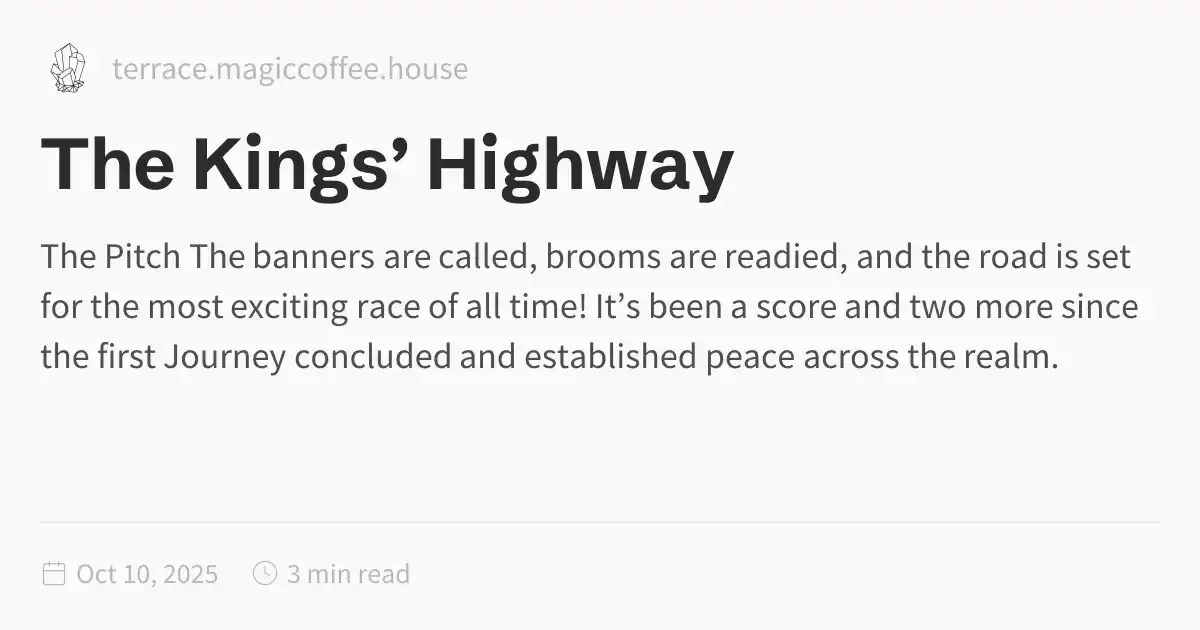 terrace.magiccoffee.house
The Kings’ Highway
The Pitch The banners are called, brooms are readied, and the road is set
for the most exciting race of all time! It’s been a score and two more since
the first Journey concluded and established peace across the realm.
Oct 10, 2025
3 min read